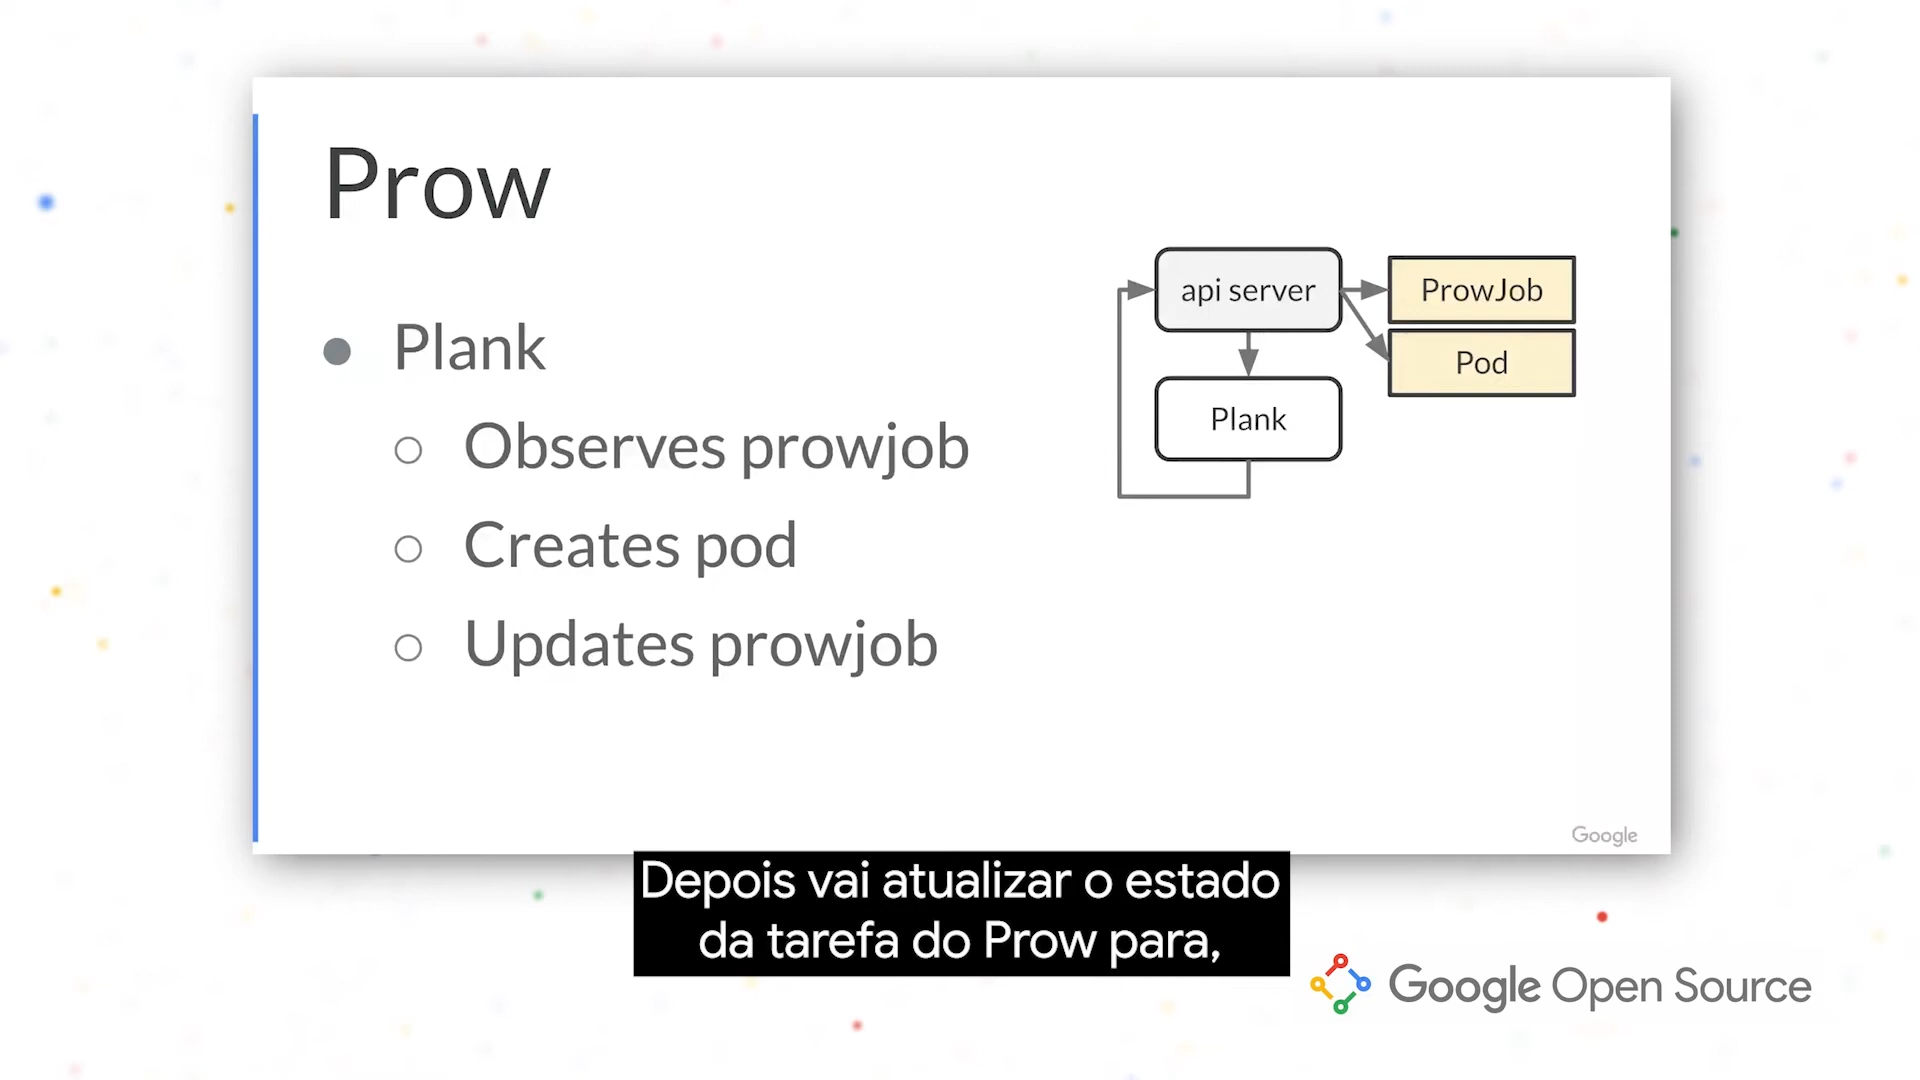 Prow
Plank
Observes prowjob
Creates pod
Updates prowjob
api server
ProwJob
Pod
Plank
Google
Depois vai atualizar o estado
da tarefa do Prow para,
Google Open Source